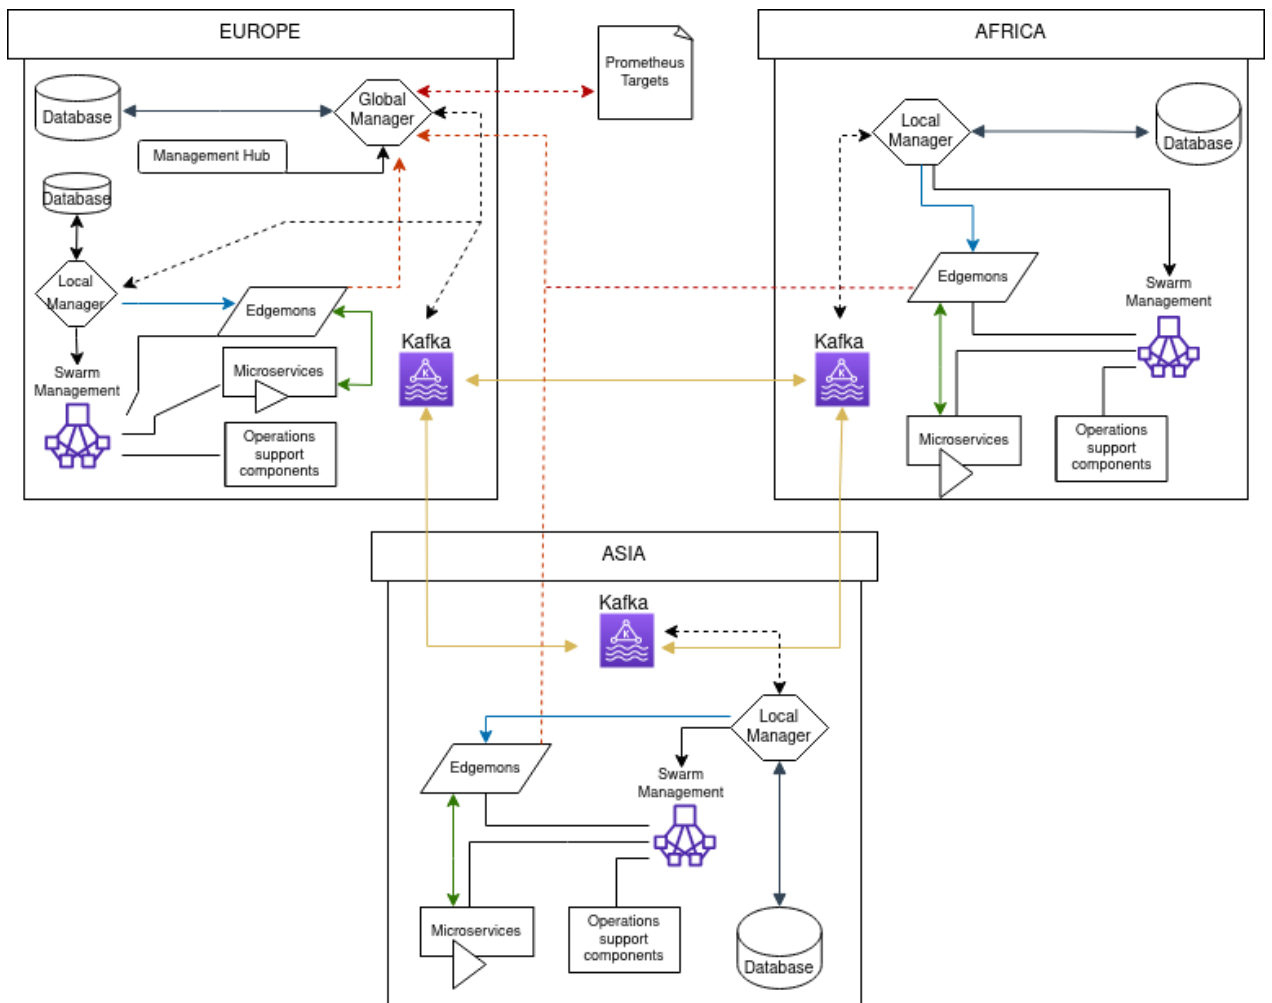 EUROPE
Database
Global
Manager
Management Hub
Database
Local
Manager
Edgemons
Swarm
Management
Microservices
Operations
support
components
Kafka
K
Prometheus
Targets
AFRICA
Local
Manager
Database
Edgemons
Swarm
Management
Kafka
K
Microservices
Operations
support
components
ASIA
Kafka
K
Local
Manager
Edgemons
Swarm
Management
Microservices
Operations
support
components
Database